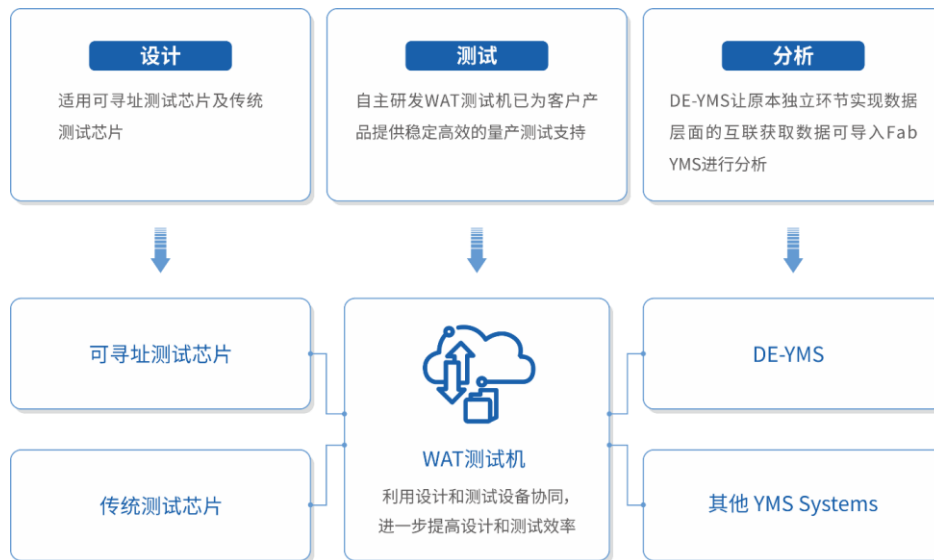 设计
适用可寻址测试芯片及传统
测试芯片
测试
自主研发WAT测试机已为客户产
品提供稳定高效的量产测试支持
分析
DE-YMS让原本独立环节实现数据
层面的互联获取数据可导入Fab
YMS进行分析
可寻址测试芯片
传统测试芯片
WAT测试机
利用设计和测试设备协同，
进一步提高设计和测试效率
DE-YMS
其他 YMS Systems